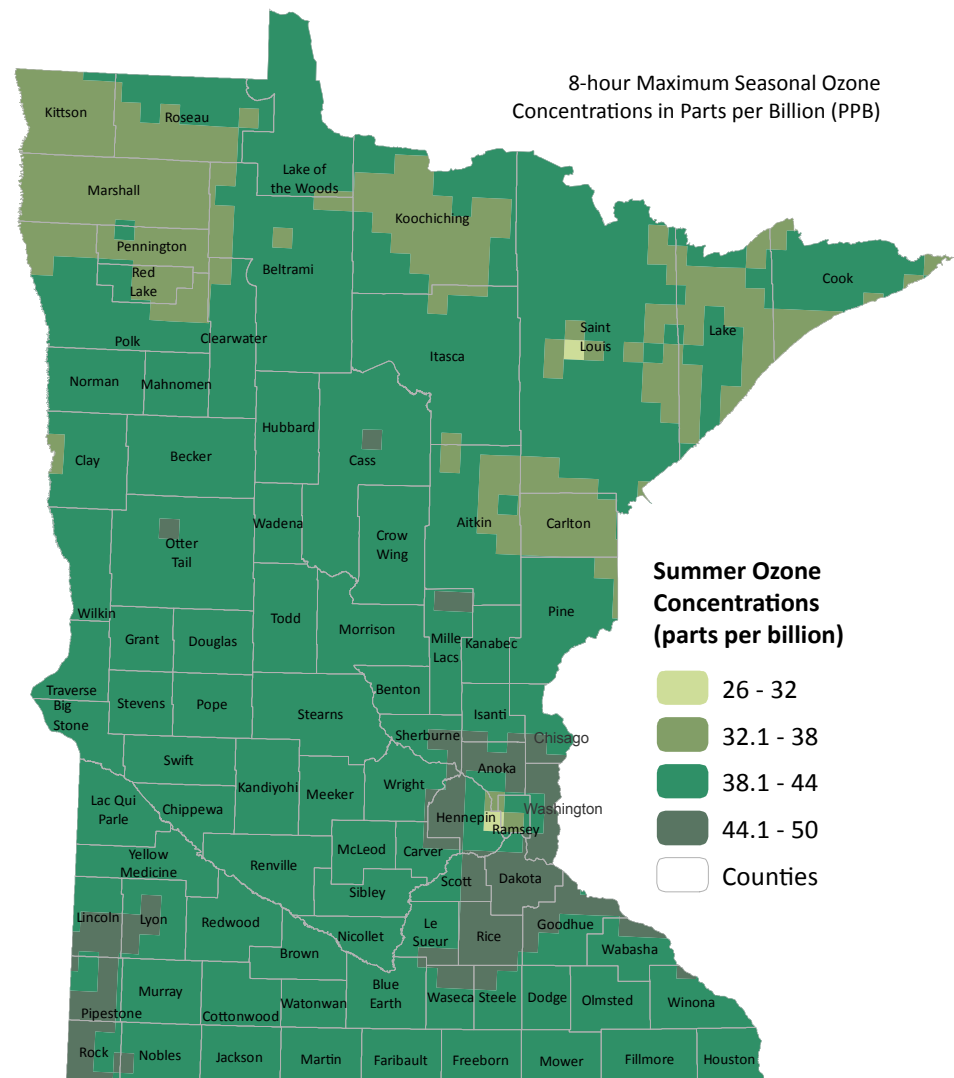 8-hour Maximum Seasonal Ozone
Concentrations in Parts per Billion (PPB)
Kittson
Roseau
Lake of
the Woods
Marshall
Koochiching
Pennington
Red
Lake
Beltrami
Cook
Polk
Clearwater
Itasca
Saint
Louis
Lake
Norman
Mahnomen
Hubbard
Cass
Clay
Becker
Wadena
Crow
Wing
Aitkin
Carlton
Otter
Tail
Wilkin
Grant
Douglas
Todd
Morrison
Mille
Lacs
Kanabec
Pine
Traverse
Big
Stone
Stevens
Pope
Stearns
Benton
Isanti
Sherburne
Chisago
Swift
Kandiyohi
Meeker
Wright
Anoka
Lac Qui
Parle
Chippewa
Hennepin
Ramsey
Washington
Yellow
Medicine
Renville
McLeod
Carver
Sibley
Scott
Dakota
Lincoln
Lyon
Redwood
Nicollet
Le
Sueur
Rice
Goodhue
Wabasha
Brown
Murray
Pipestone
Cottonwood
Watonwan
Blue
Earth
Waseca
Steele
Dodge
Olmsted
Winona
Rock
Nobles
Jackson
Martin
Faribault
Freeborn
Mower
Fillmore
Houston
Summer Ozone
Concentrations
(parts per billion)
26 - 32
32.1 - 38
38.1 - 44
44.1 - 50
Counties